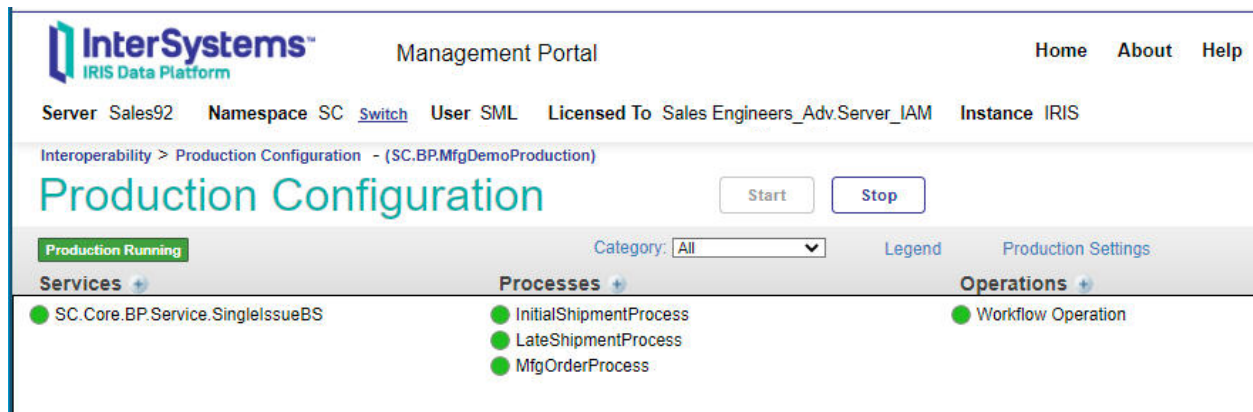 InterSystems™
IRIS Data Platform
Management Portal
Home About Help
Server Sales92 Namespace SC Switch User SML Licensed To Sales Engineers_Adv.Server_IAM Instance IRIS
Interoperability > Production Configuration - (SC.BP.MfgDemoProduction)
Production Configuration
Start Stop
Production Running Category: All Legend Production Settings
Services + Processes + Operations +
SC.Core.BP.Service.SingleIssueBS InitialShipmentProcess Workflow Operation
LateShipmentProcess
MfgOrderProcess